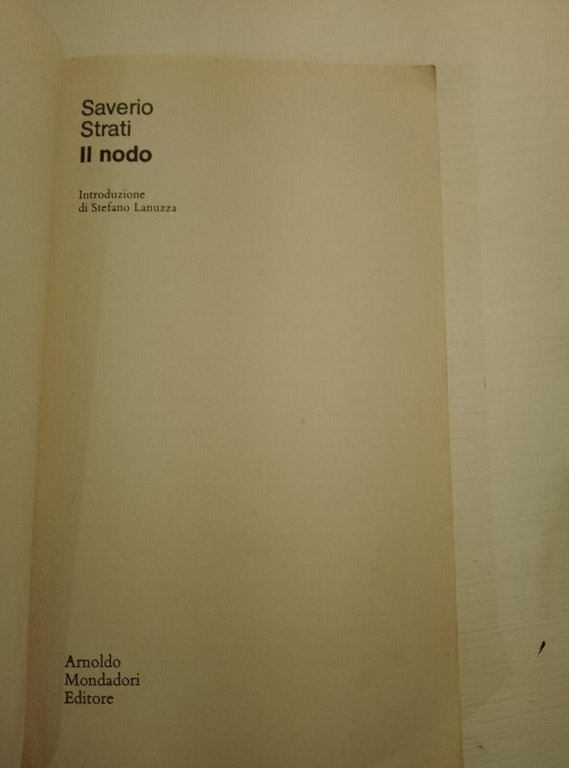 Saverio
Strati
Il nodo
Introduzione
di Stefano Lanuzza
Arnoldo
Mondadori
Editore